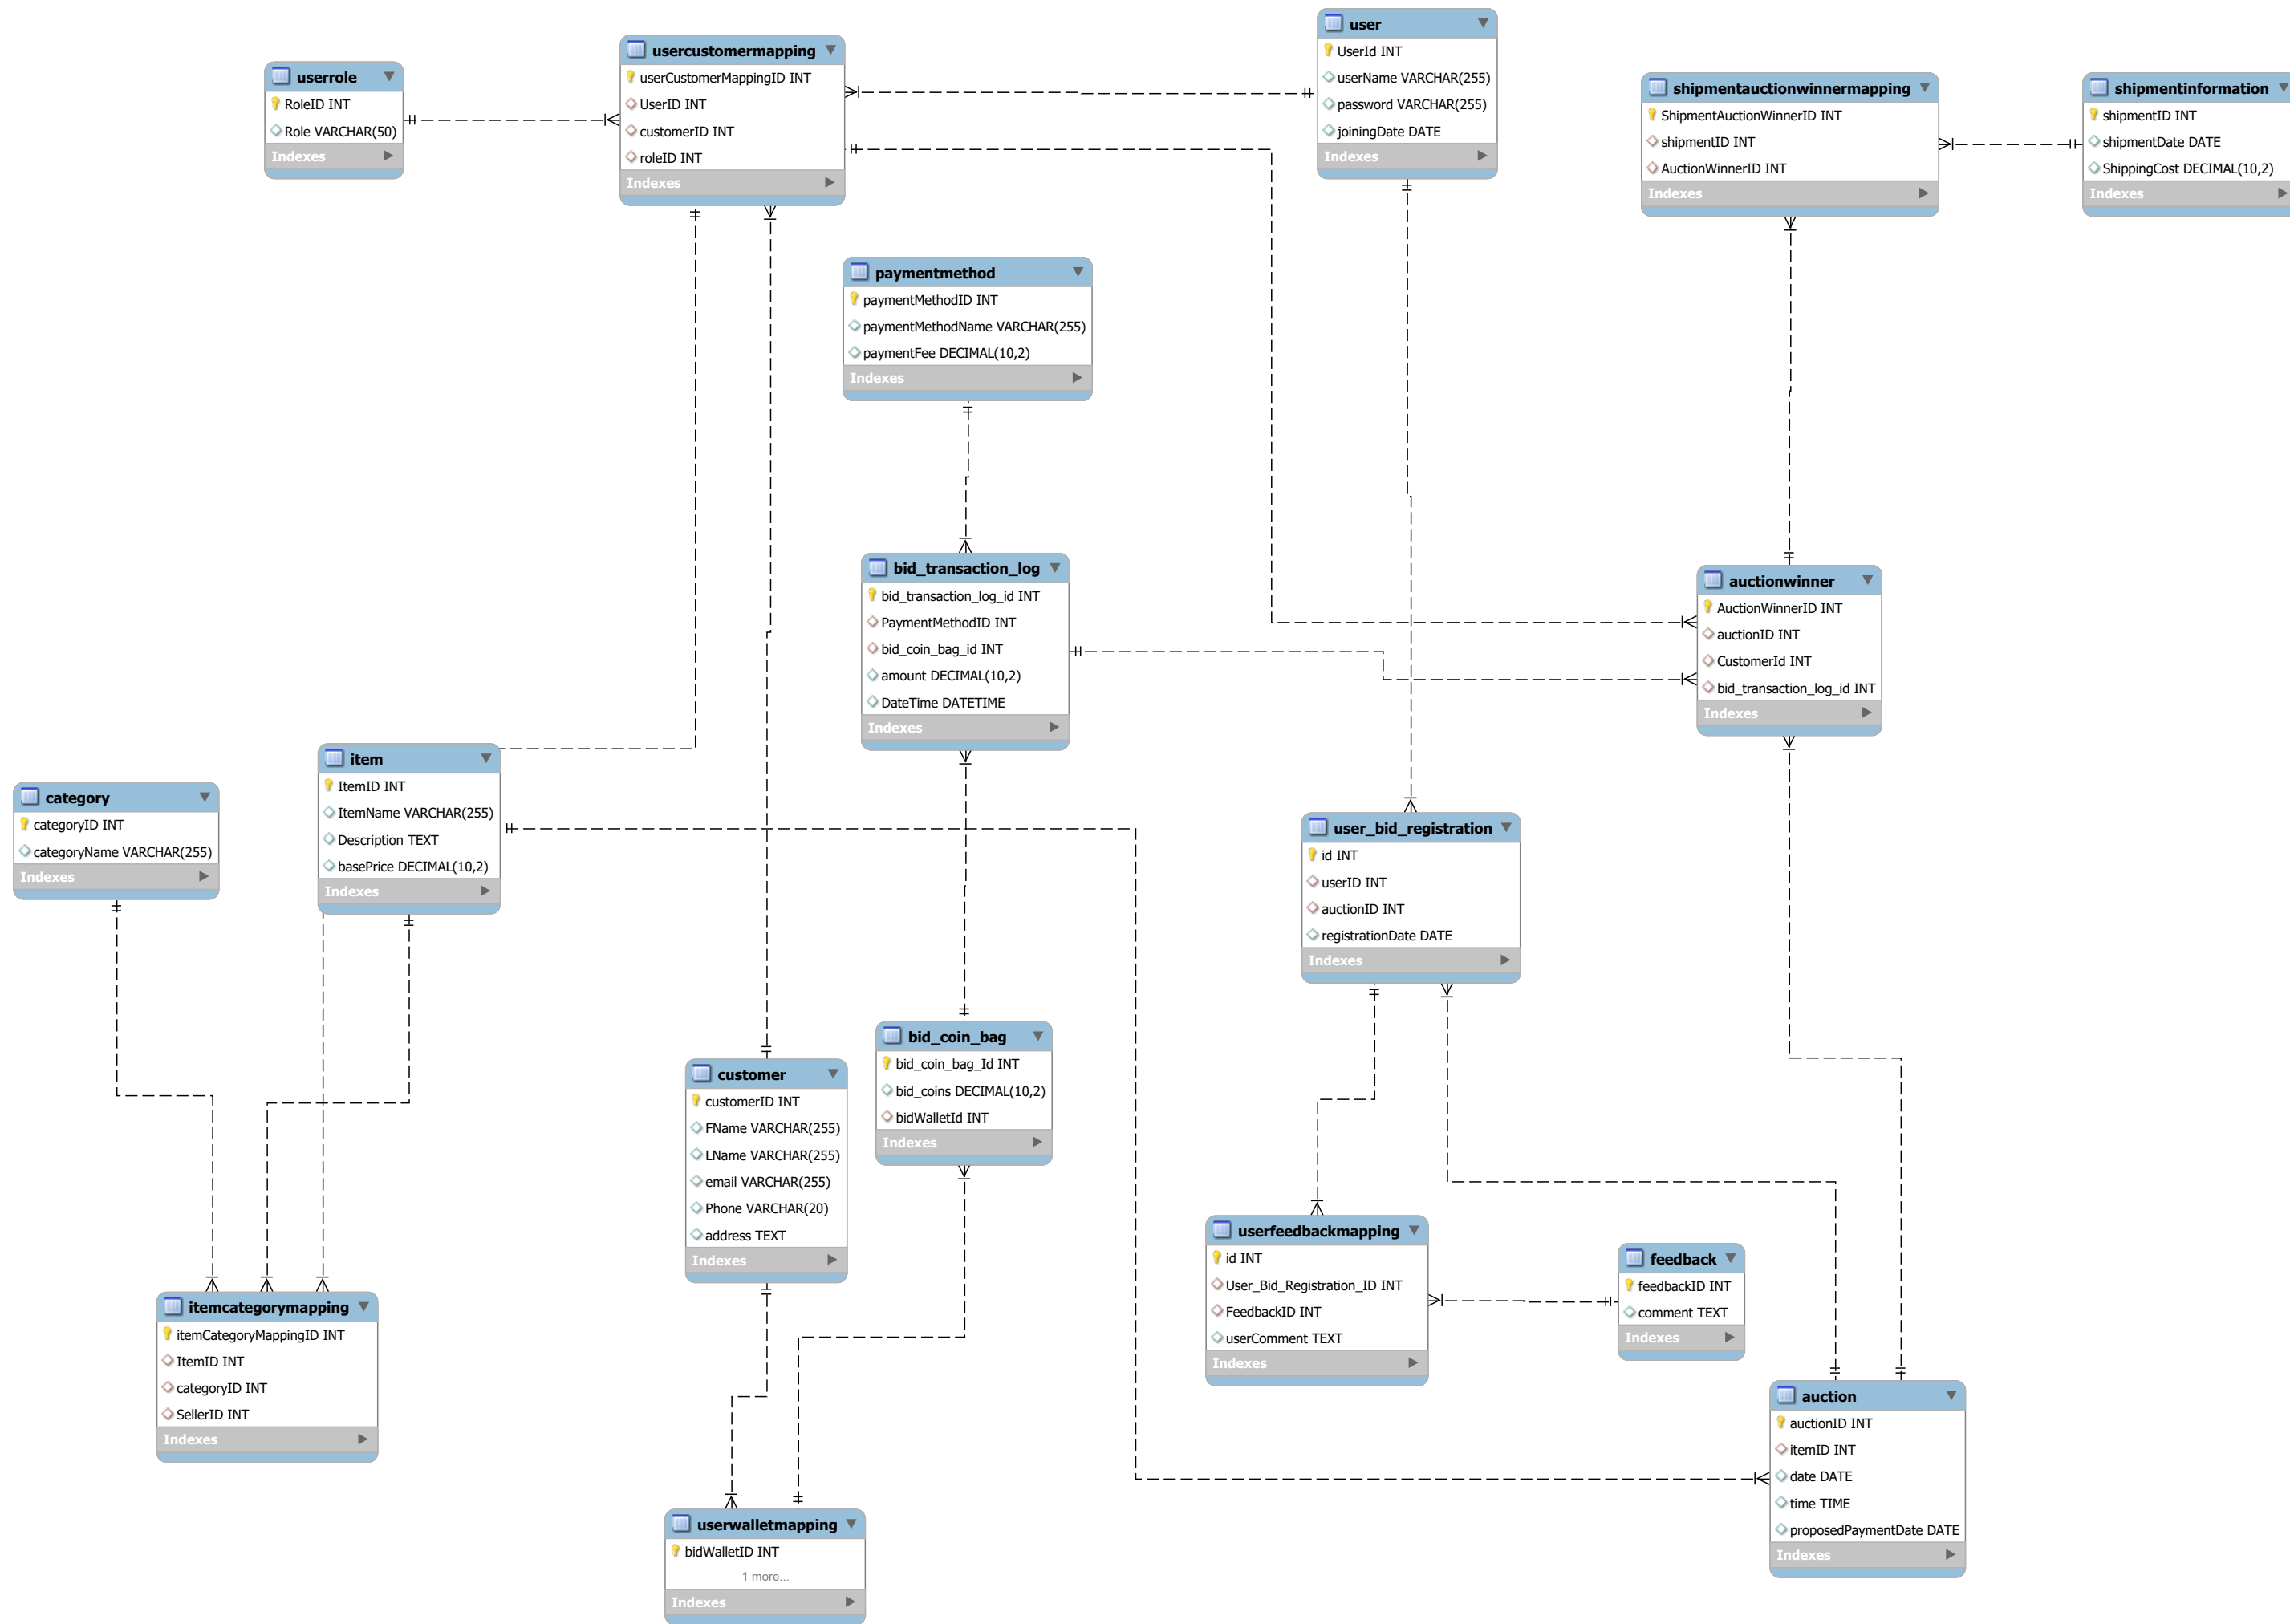 user
UserId INT
userName VARCHAR(255)
password VARCHAR(255)
joiningDate DATE
Indexes
usercustomermapping
userCustomerMappingID INT
UserID INT
customerID INT
roleID INT
Indexes
userrole
RoleID INT
Role VARCHAR(50)
Indexes
shipmentauctionwinnermapping
ShipmentAuctionWinnerID INT
shipmentID INT
AuctionWinnerID INT
Indexes
shipmentinformation
shipmentID INT
shipmentDate DATE
ShippingCost DECIMAL(10,2)
Indexes
paymentmethod
paymentMethodID INT
paymentMethodName VARCHAR(255)
paymentFee DECIMAL(10,2)
Indexes
bid_transaction_log
bid_transaction_log_id INT
PaymentMethodID INT
bid_coin_bag_id INT
amount DECIMAL(10,2)
DateTime DATETIME
Indexes
auctionwinner
AuctionWinnerID INT
auctionID INT
CustomerId INT
bid_transaction_log_id INT
Indexes
item
ItemID INT
ItemName VARCHAR(255)
Description TEXT
basePrice DECIMAL(10,2)
Indexes
category
categoryID INT
categoryName VARCHAR(255)
Indexes
user_bid_registration
id INT
userID INT
auctionID INT
registrationDate DATE
Indexes
bid_coin_bag
bid_coin_bag_Id INT
bid_coins DECIMAL(10,2)
bidWalletId INT
Indexes
customer
customerID INT
FName VARCHAR(255)
LName VARCHAR(255)
email VARCHAR(255)
Phone VARCHAR(20)
address TEXT
Indexes
userfeedbackmapping
id INT
User_Bid_Registration_ID INT
FeedbackID INT
userComment TEXT
Indexes
feedback
feedbackID INT
comment TEXT
Indexes
itemcategorymapping
itemCategoryMappingID INT
ItemID INT
categoryID INT
SellerID INT
Indexes
auction
auctionID INT
itemID INT
date DATE
time TIME
proposedPaymentDate DATE
Indexes
userwalletmapping
bidWalletID INT
1 more...
Indexes